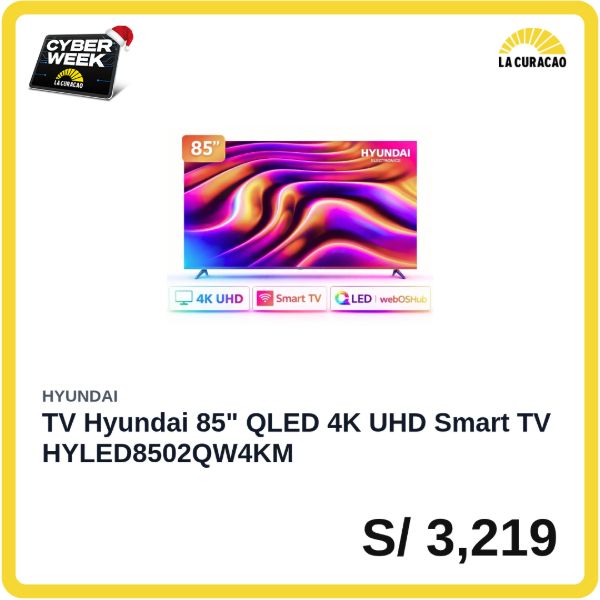 CYBER
WEEK
LA CURACAO
LA CURACAO
85"
HYUNDAI
ELECTRONICS
4K UHD
Smart TV
QLED | webOSHub
HYUNDAI
TV Hyundai 85" QLED 4K UHD Smart TV
HYLED8502QW4KM
S/ 3,219